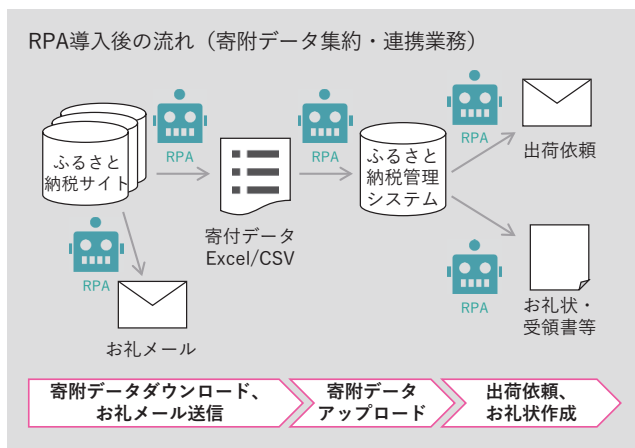 RPA導入後の流れ（寄附データ集約・連携業務）
RPA
RPA
RPA
ふるさと
納税サイト
ふるさと
納税管理
システム
出荷依頼
寄付データ
Excel/CSV
RPA
RPA
お礼メール
お礼状・
受領書等
寄附データダウンロード、
お礼メール送信
寄附データ
アップロード
出荷依頼、
お礼状作成